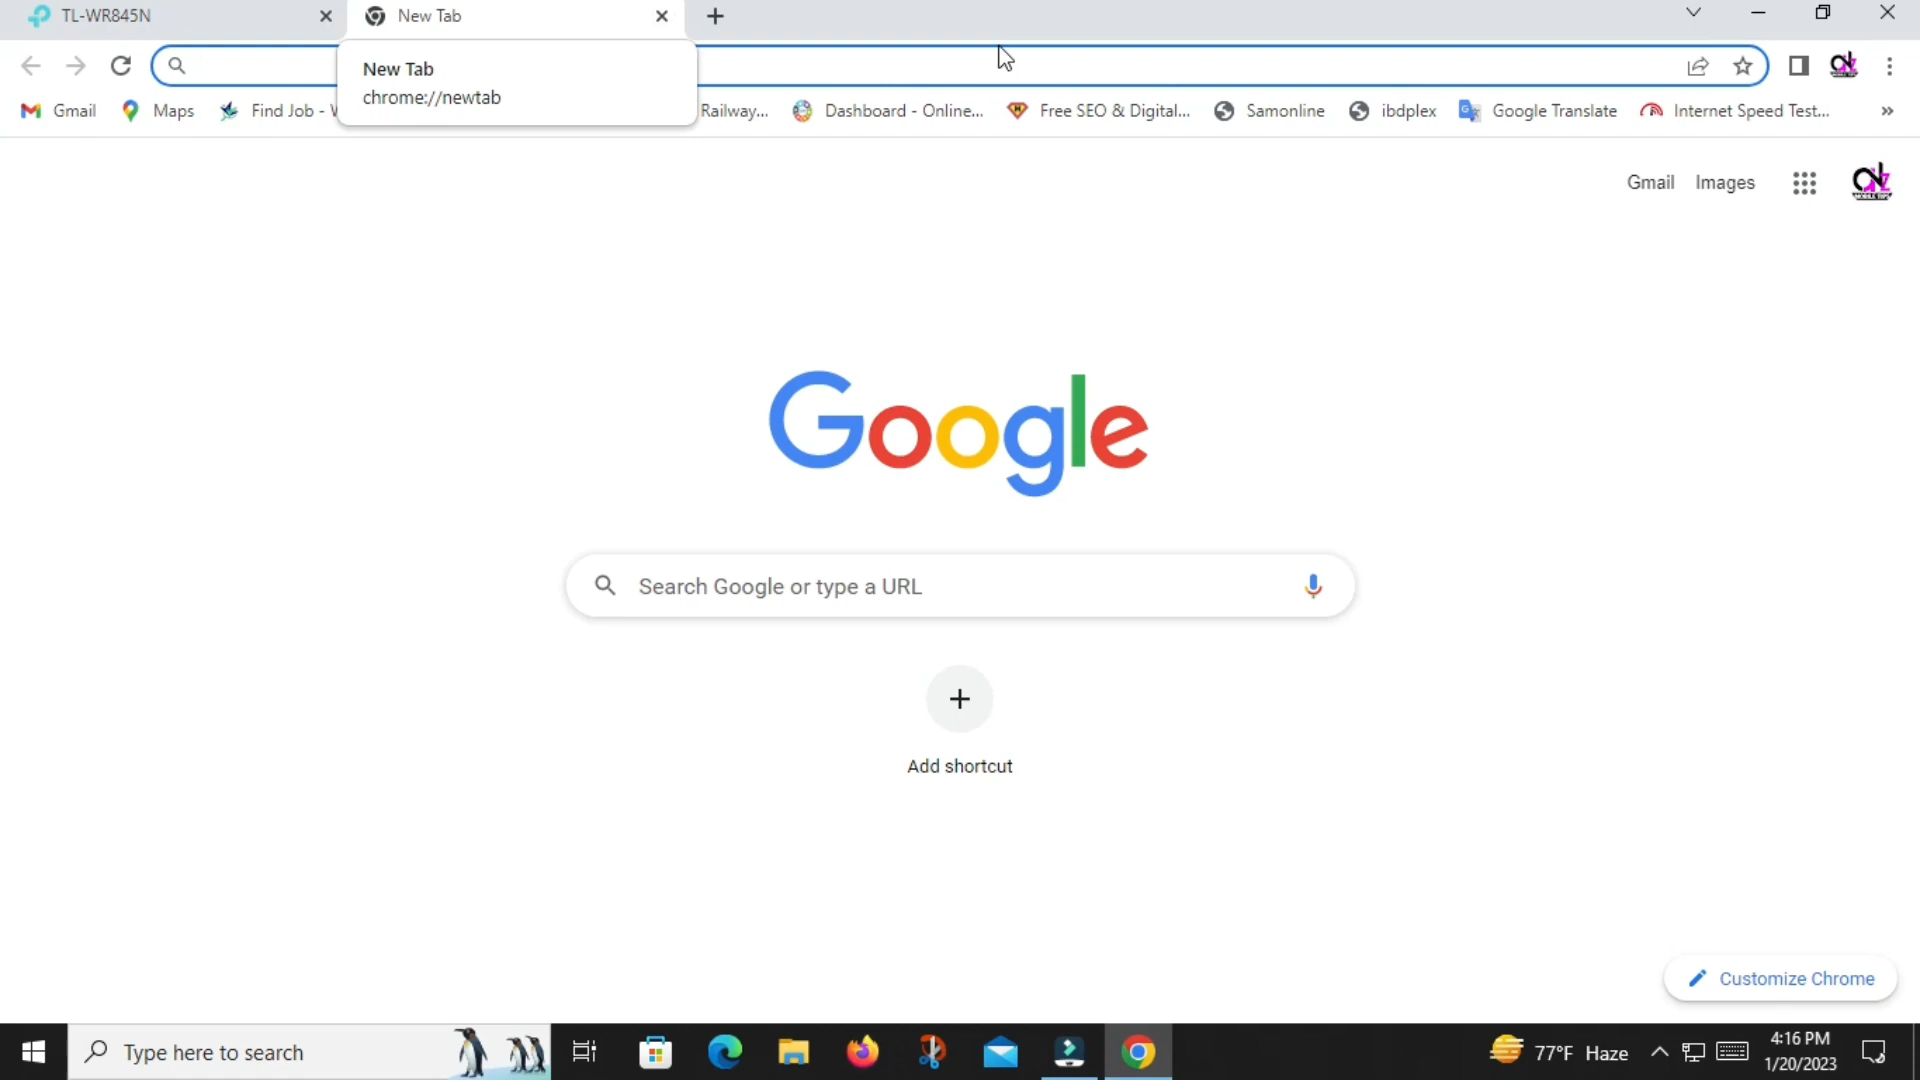 TL-WR845N
New Tab
New Tab
chrome://newtab
Gmail
Maps
Find Job -
Railway...
Dashboard - Online...
Free SEO & Digital...
Samonline
ibdplex
Google Translate
Internet Speed Test...
»
Gmail
Images
Google
Search Google or type a URL
Add shortcut
Customize Chrome
Type here to search
77°F Haze
4:16 PM
1/20/2023